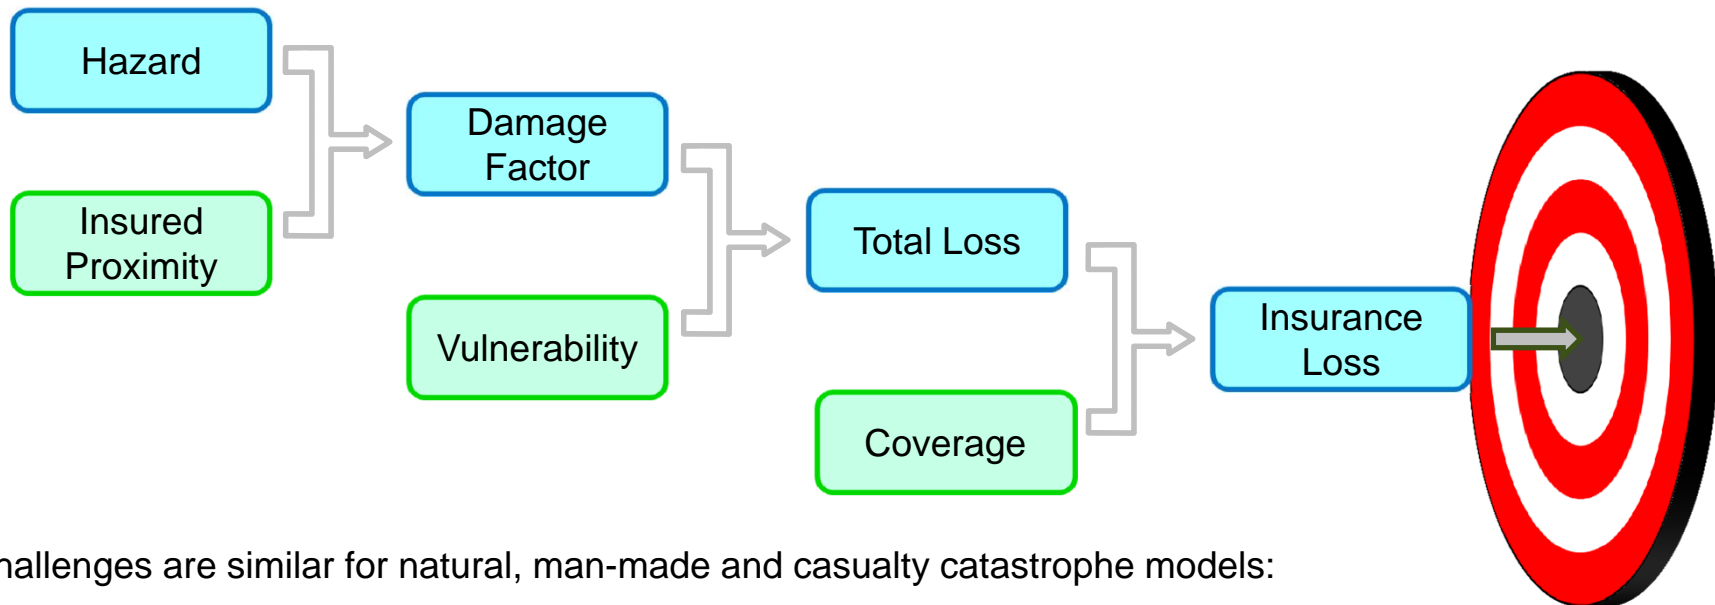 Hazard
Insured
Proximity
Damage
Factor
Vulnerability
Total Loss
Coverage
Insurance
Loss
hallenges are similar for natural, man-made and casualty catastrophe models: